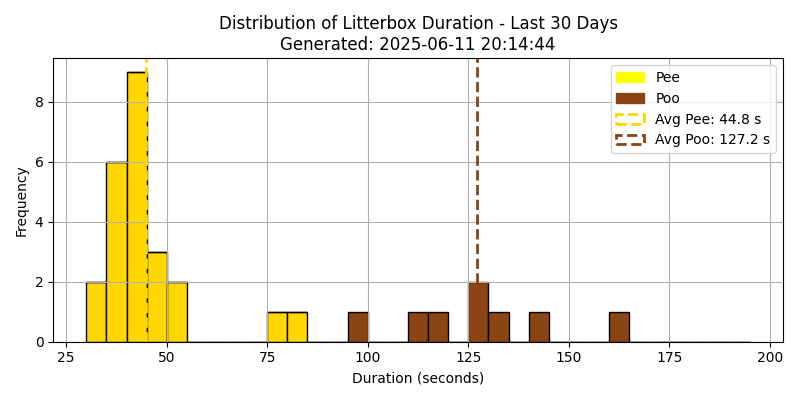 Distribution of Litterbox Duration - Last 30 Days
Generated: 2025-06-11 20:14:44
Pee
Poo
Avg Pee: 44.8 s
Avg Poo: 127.2 s
Frequency
8
6
4
2
0
25 50 75 100 125 150 175 200
Duration (seconds)